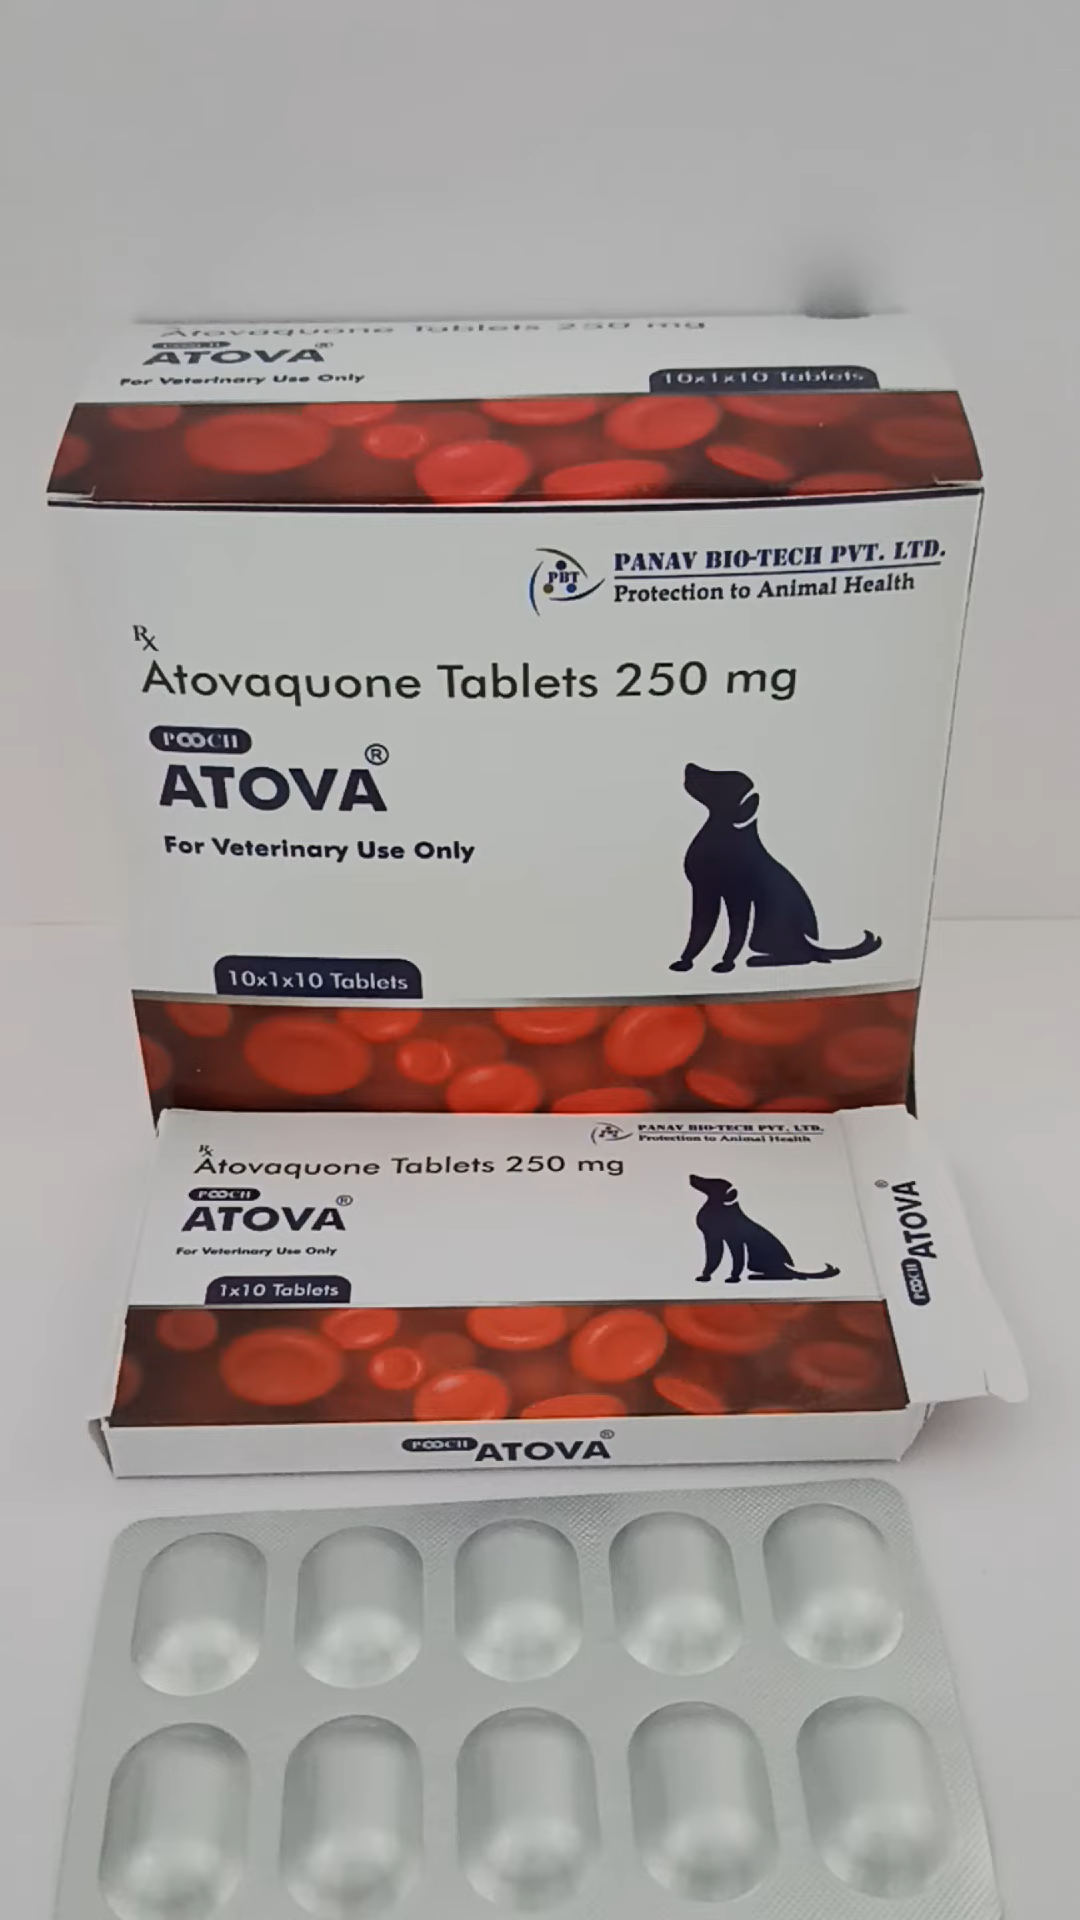 Atovaquone Tablets 250 mg
POOCH
ATOVA®
For Veterinary Use Only
10x1x10 Tablets
PBT
PANAV BIO-TECH PVT. LTD.
Protection to Animal Health
Rx
Atovaquone Tablets 250 mg
POOCH
ATOVA®
For Veterinary Use Only
10x1x10 Tablets
PANAV BIO-TECH PVT. LTD.
Protection to Animal Health
Rx
Atovaquone Tablets 250 mg
POOCH
ATOVA®
For Veterinary Use Only
1x10 Tablets
POOCH ATOVA®
POOCH ATOVA®